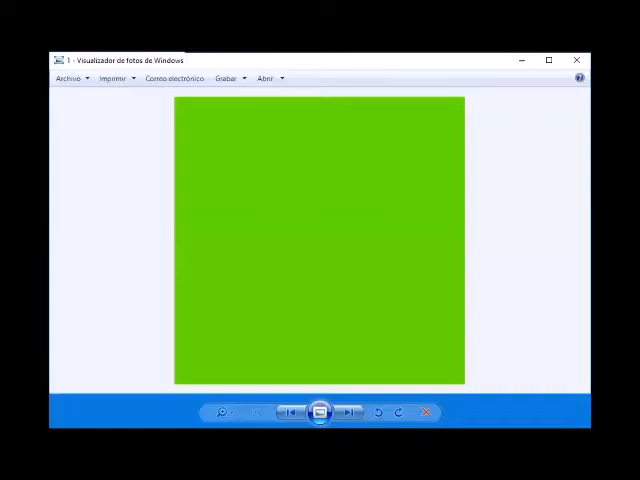 1 - Visualizador de fotos de Windows
Archivo Imprimir Correo electrónico Grabar Abrir